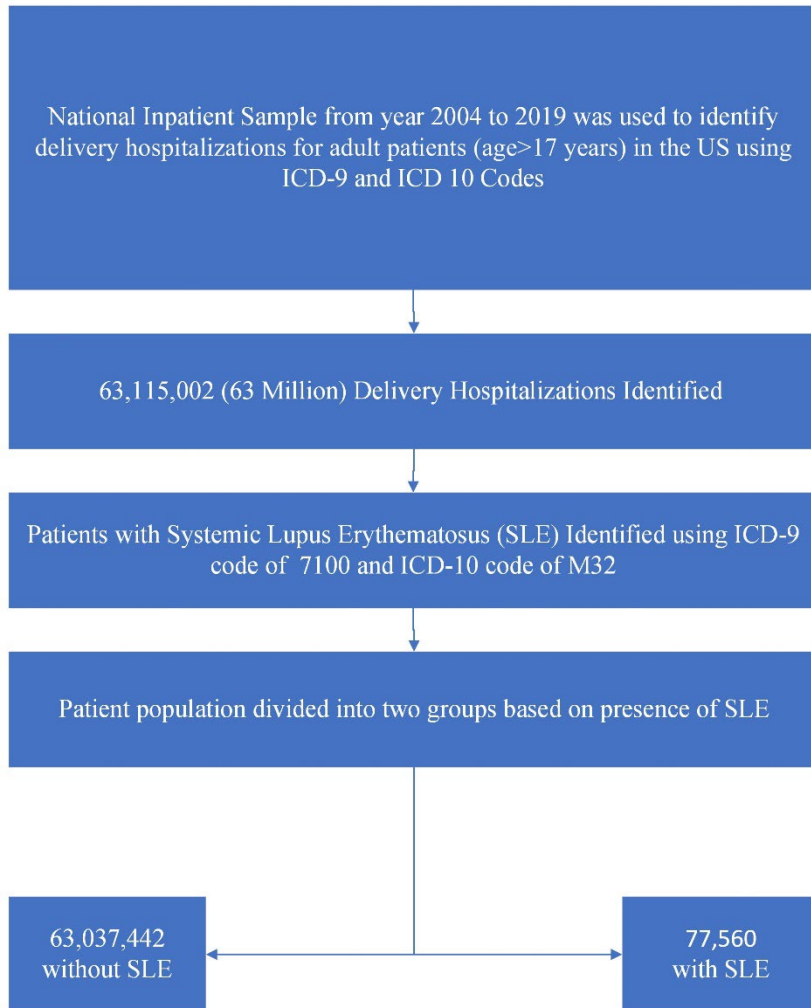 National Inpatient Sample from year 2004 to 2019 was used to identify
delivery hospitalizations for adult patients (age>17 years) in the US using
ICD-9 and ICD 10 Codes
63,115,002 (63 Million) Delivery Hospitalizations Identified
Patients with Systemic Lupus Erythematosus (SLE) Identified using ICD-9
code of 7100 and ICD-10 code of M32
Patient population divided into two groups based on presence of SLE
63,037,442
without SLE
77,560
with SLE